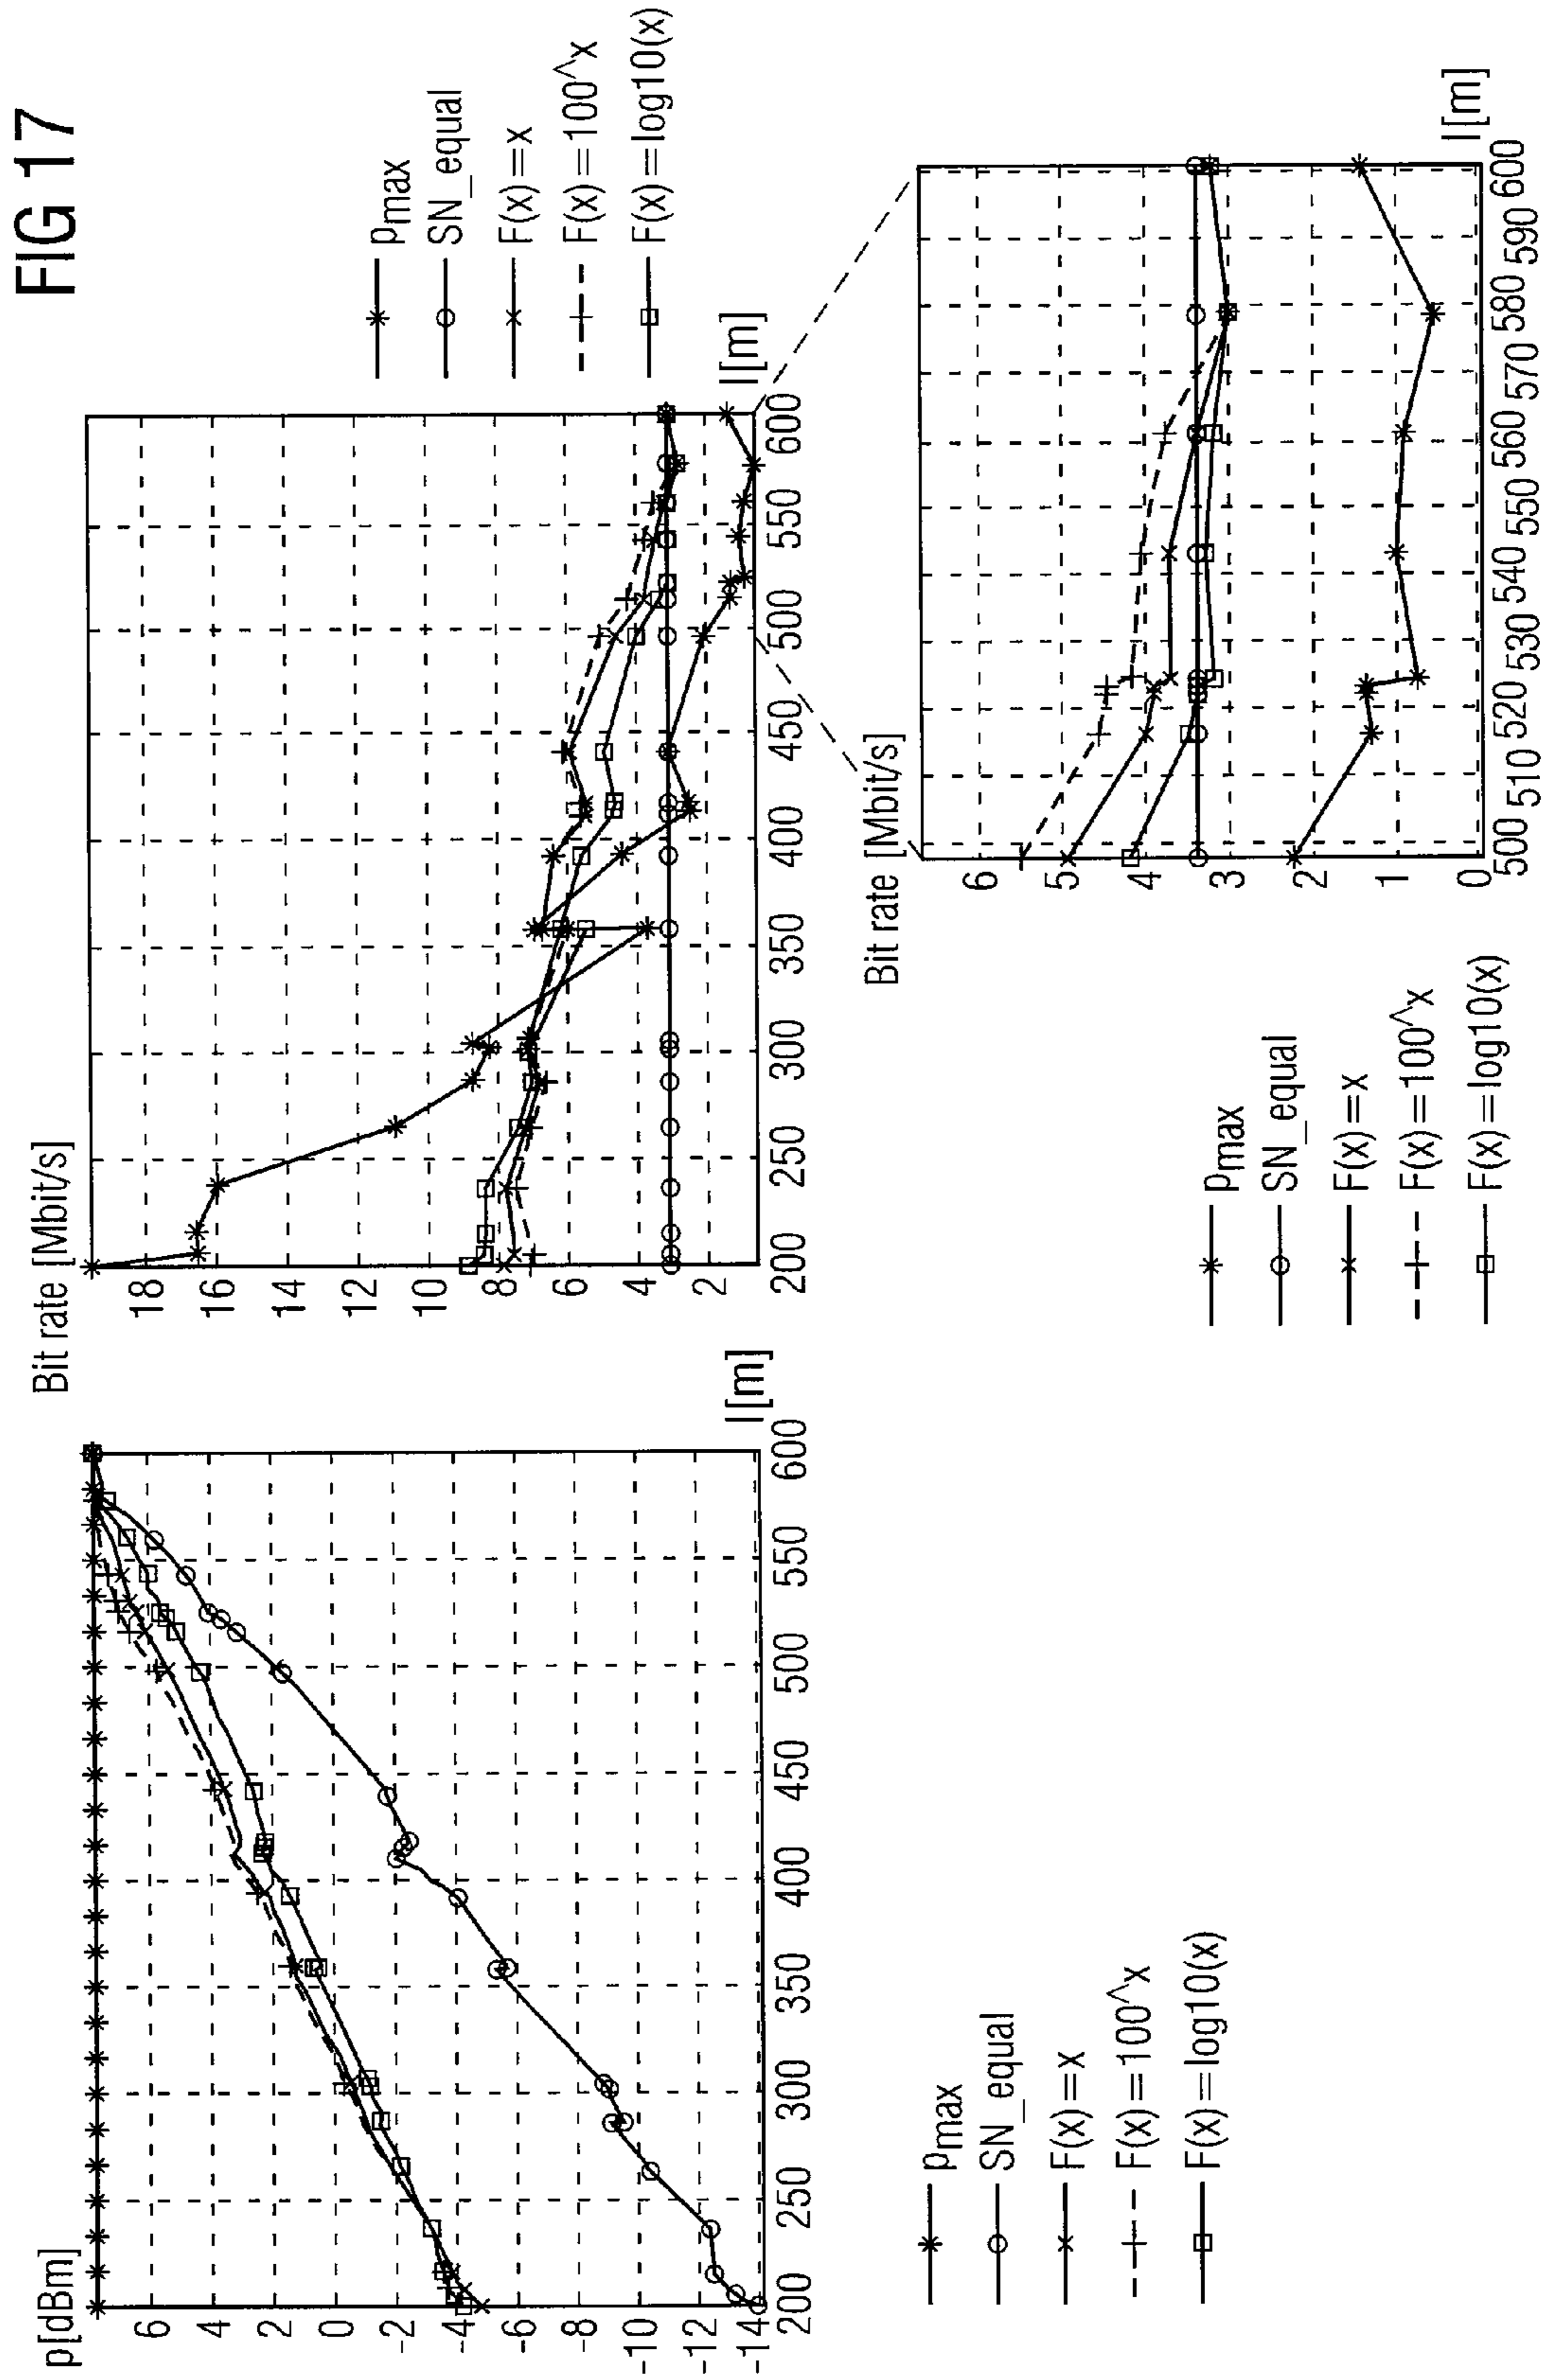 FIG 17
p[dBm]
6
4
2
0
-2
-4
-6
-8
-10
-12
-14
200 250 300 350 400 450 500 550 600
l[m]
pmax
SN_equal
F(x)=x
F(x)=100^x
F(x)=log10(x)
Bit rate [Mbit/s]
18
16
14
12
10
8
6
4
2
200 250 300 350 400 450 500 550 600
l[m]
pmax
SN_equal
F(x)=x
F(x)=100^x
F(x)=log10(x)
Bit rate [Mbit/s]
6
5
4
3
2
1
0
500 510 520 530 540 550 560 570 580 590 600
l[m]
pmax
SN_equal
F(x)=x
F(x)=100^x
F(x)=log10(x)